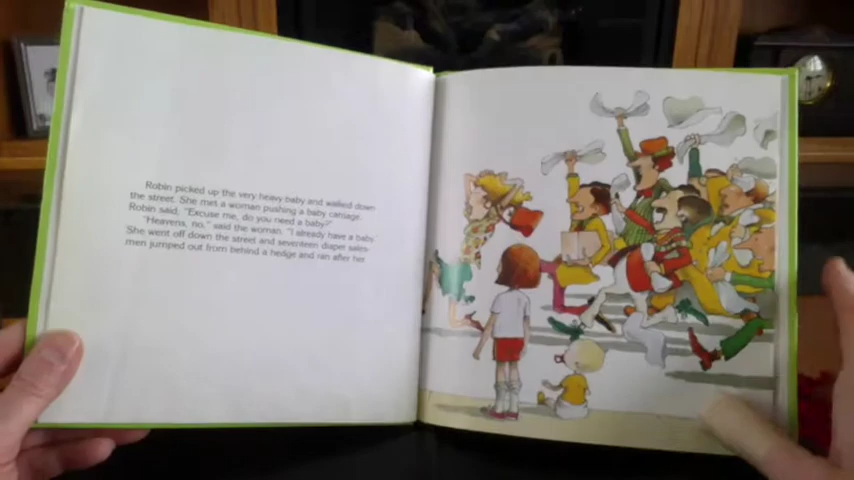 Robin picked up the very heavy baby and walked down
the street. She met a woman pushing a baby carriage.
Robin said, "Excuse me, do you need a baby?"
"Heavens, no," said the woman. "I already have a baby."
She went off down the street and seventeen diaper sales-
men jumped out from behind a hedge and ran after her.